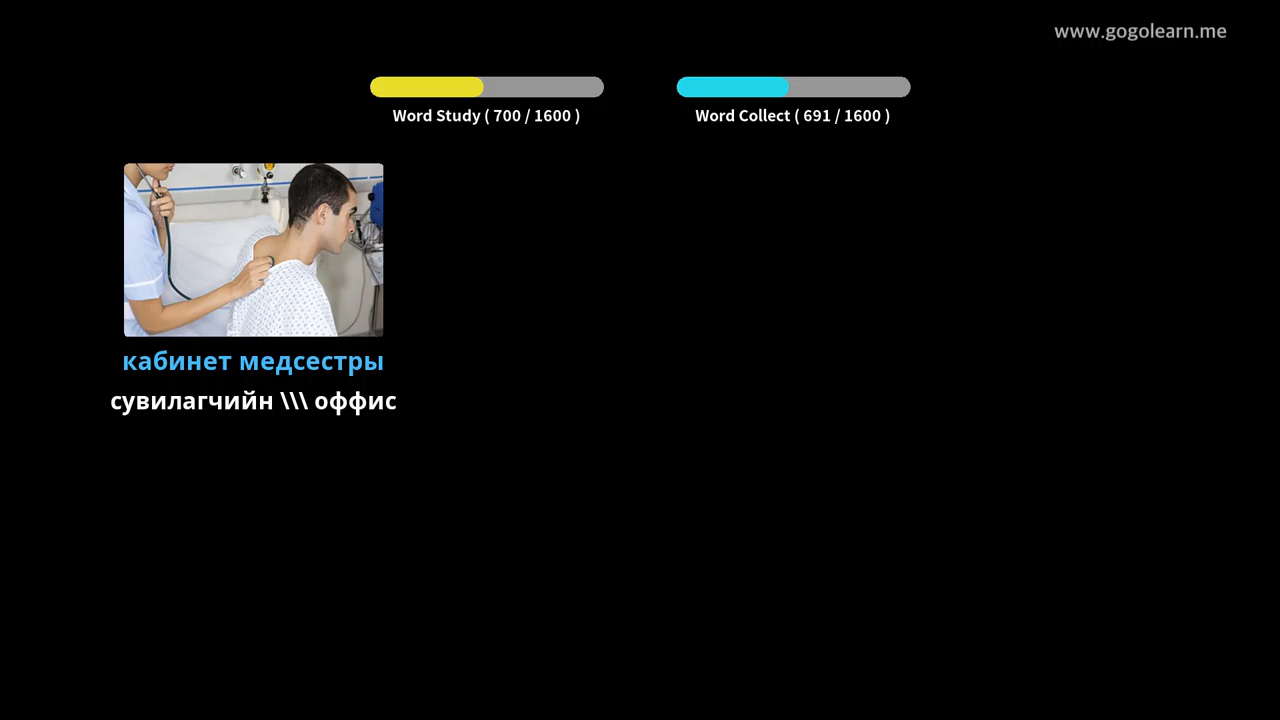 www.gogolearn.me
Word Study ( 700 / 1600 )
Word Collect ( 691 / 1600 )
кабинет медсестры
сувилагчийн \\\ оффис